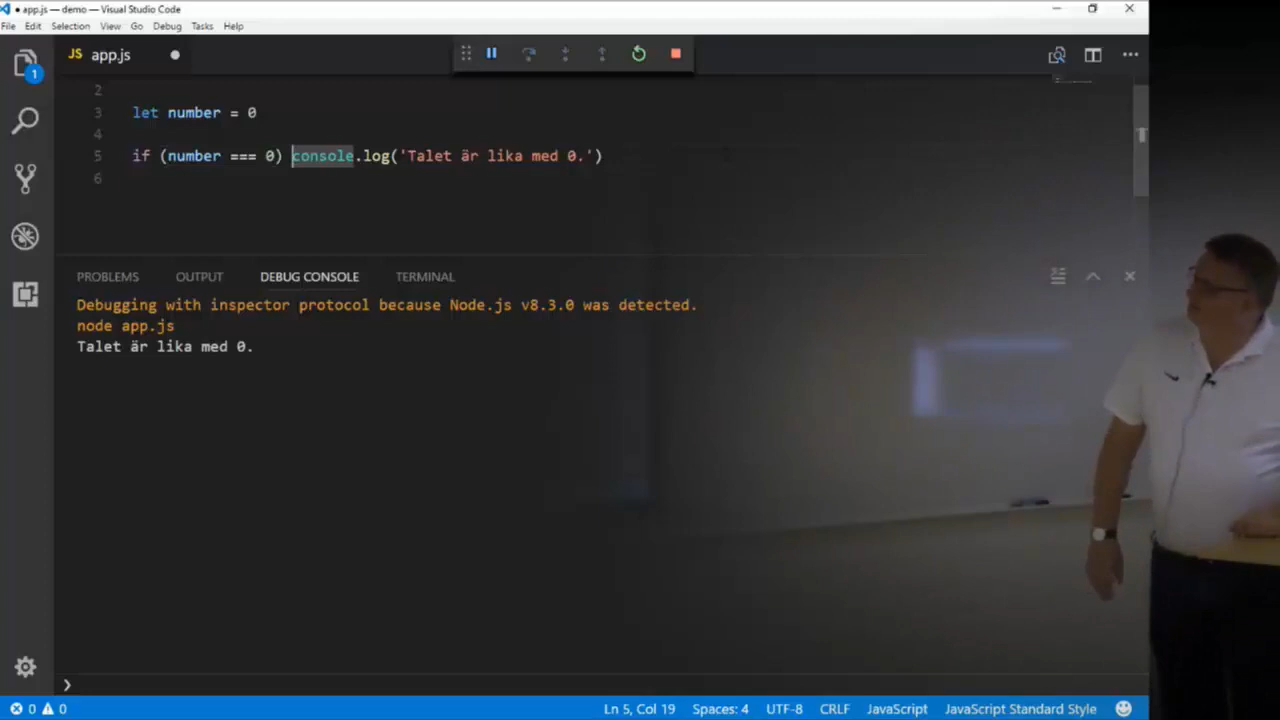 ● app.js — demo — Visual Studio Code
File Edit Selection View Go Debug Tasks Help
1
JS app.js
2
3 let number = 0
4
5 if (number === 0) console.log('Talet är lika med 0.')
6
PROBLEMS OUTPUT DEBUG CONSOLE TERMINAL
Debugging with inspector protocol because Node.js v8.3.0 was detected.
node app.js
Talet är lika med 0.
❯
0 0 Ln 5, Col 19 Spaces: 4 UTF-8 CRLF JavaScript JavaScript Standard Style